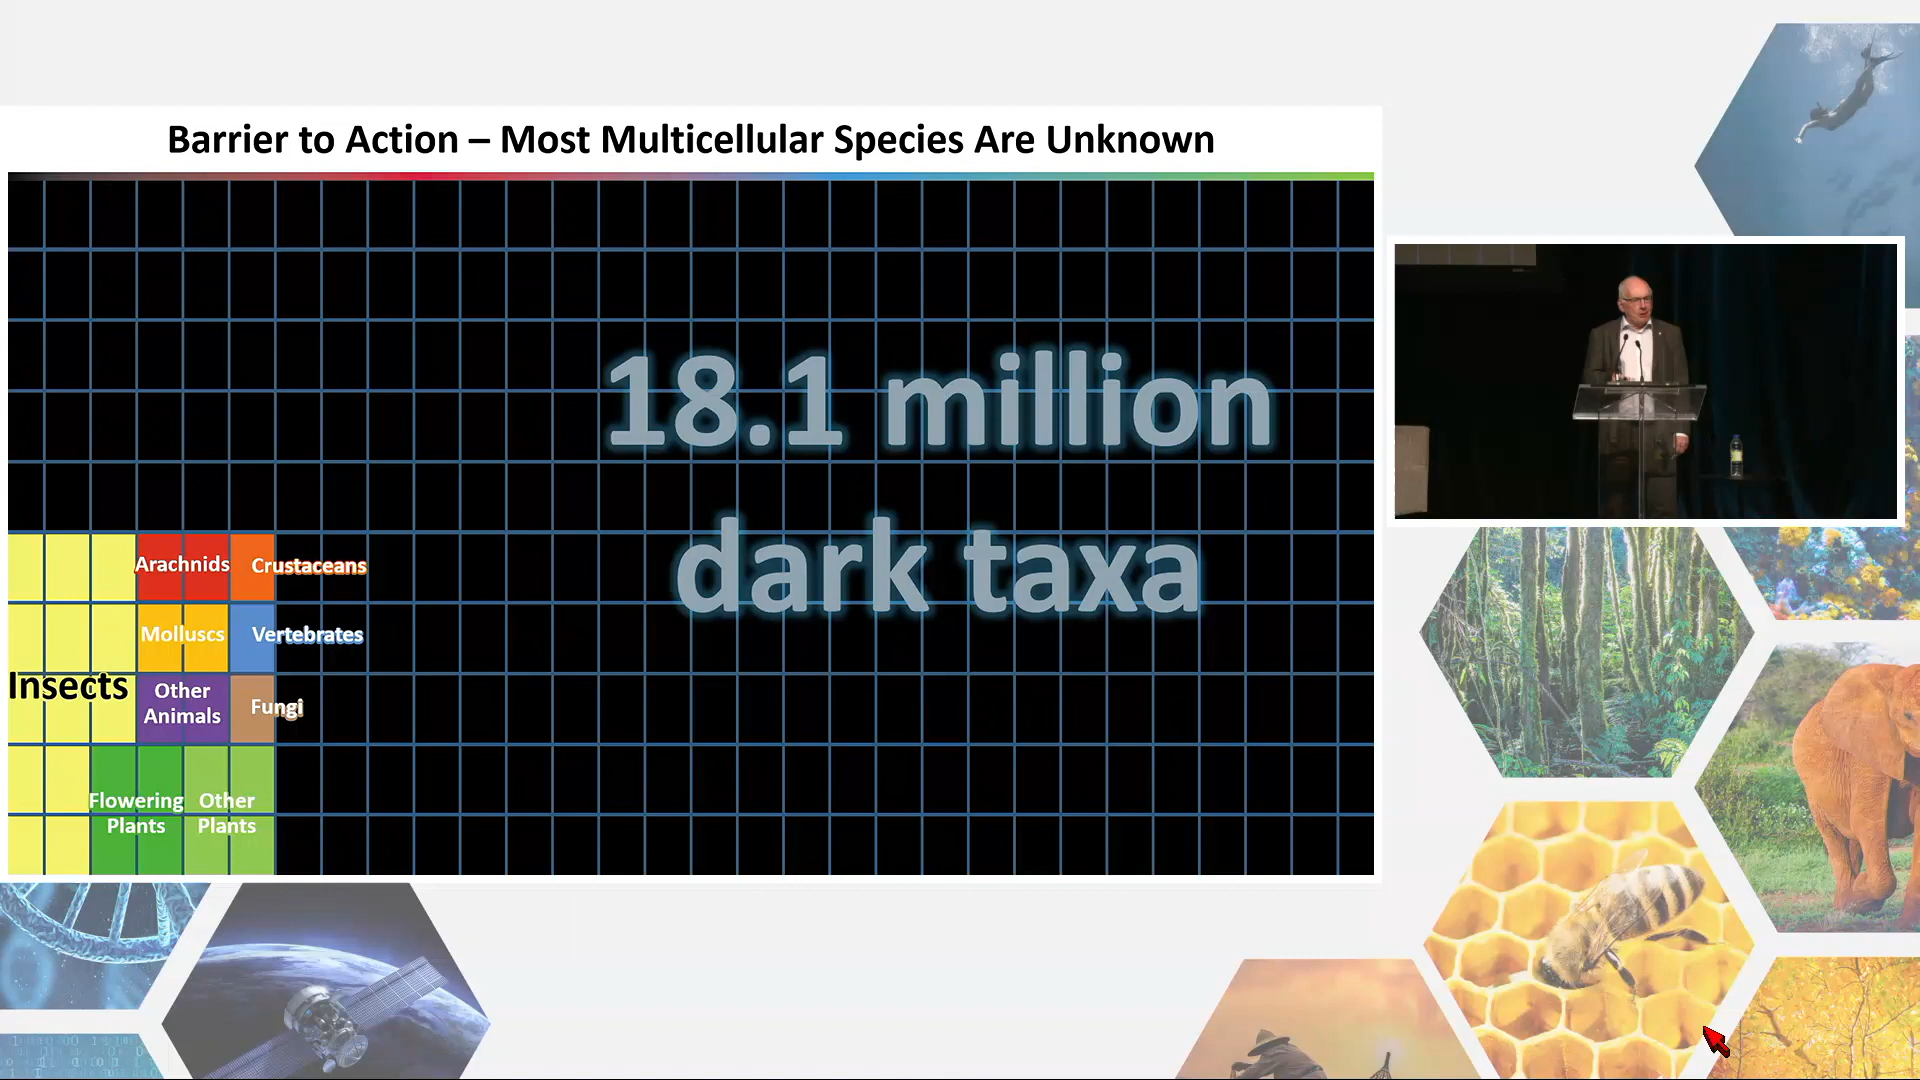 Barrier to Action – Most Multicellular Species Are Unknown
18.1 million
dark taxa
Arachnids
Crustaceans
Molluscs
Vertebrates
Insects
Other
Animals
Fungi
Flowering
Plants
Other
Plants